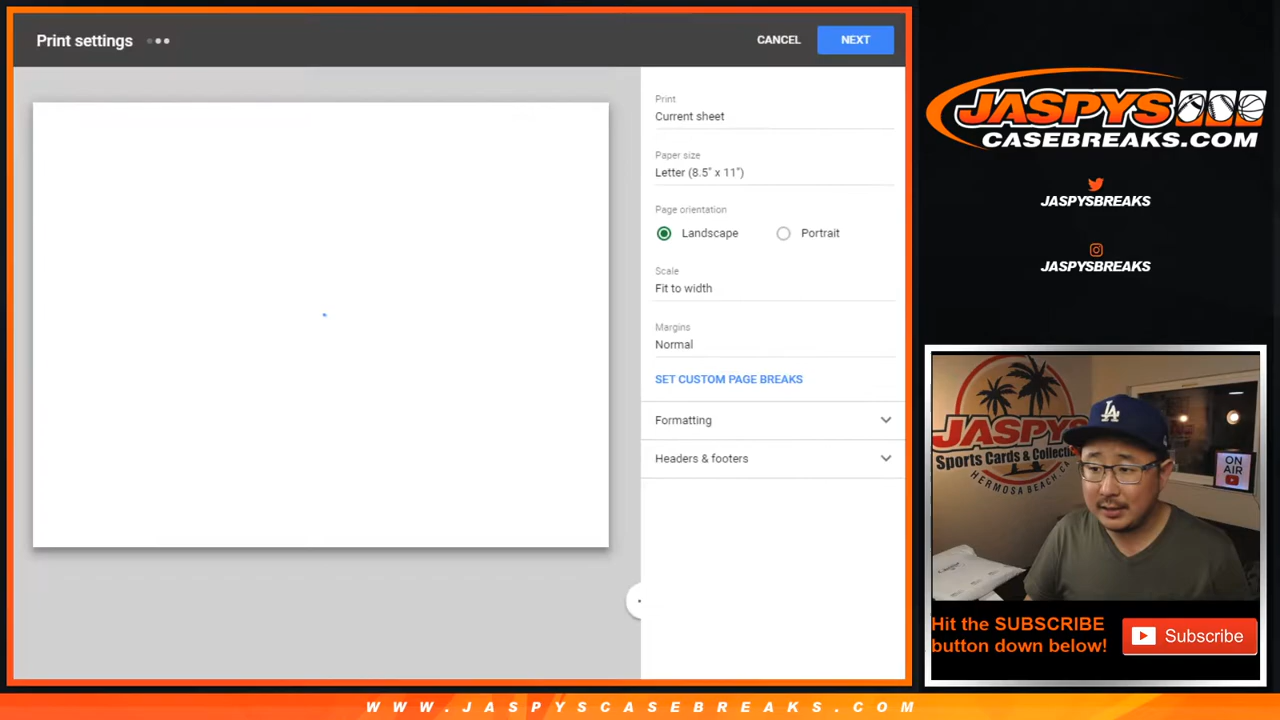 Print settings
CANCEL
NEXT
Print
Current sheet
Paper size
Letter (8.5" x 11")
Page orientation
Landscape
Portrait
Scale
Fit to width
Margins
Normal
SET CUSTOM PAGE BREAKS
Formatting
Headers & footers
JASPYS
CASEBREAKS.COM
JASPYSBREAKS
JASPYSBREAKS
JASPYS
Sports Cards & Collecti
HERMOSA BEACH, CA
LA
ON
AIR
Hit the SUBSCRIBE
button down below!
Subscribe
WWW.JASPYSCASEBREAKS.COM